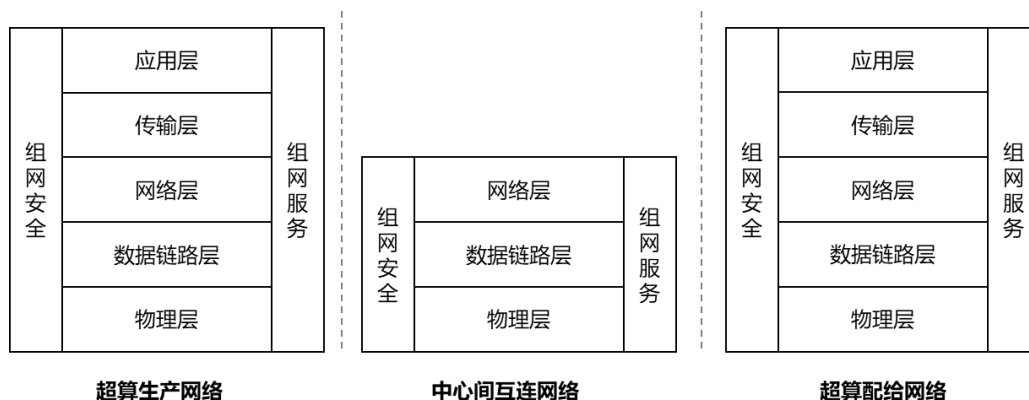 组网安全
应用层
传输层
网络层
数据链路层
物理层
组网服务
超算生产网络
组网安全
网络层
数据链路层
物理层
组网服务
中心间互连网络
组网安全
应用层
传输层
网络层
数据链路层
物理层
组网服务
超算配给网络